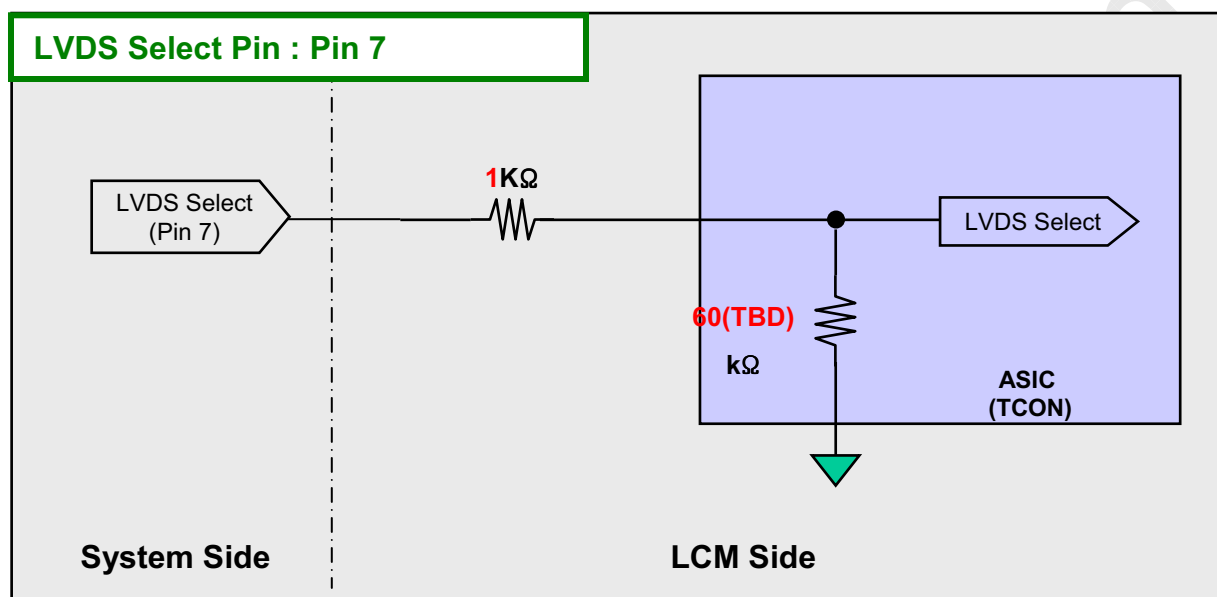 LVDS Select Pin : Pin 7
1KΩ
LVDS Select
(Pin 7)
LVDS Select
60(TBD)
kΩ
ASIC
(TCON)
System Side
LCM Side